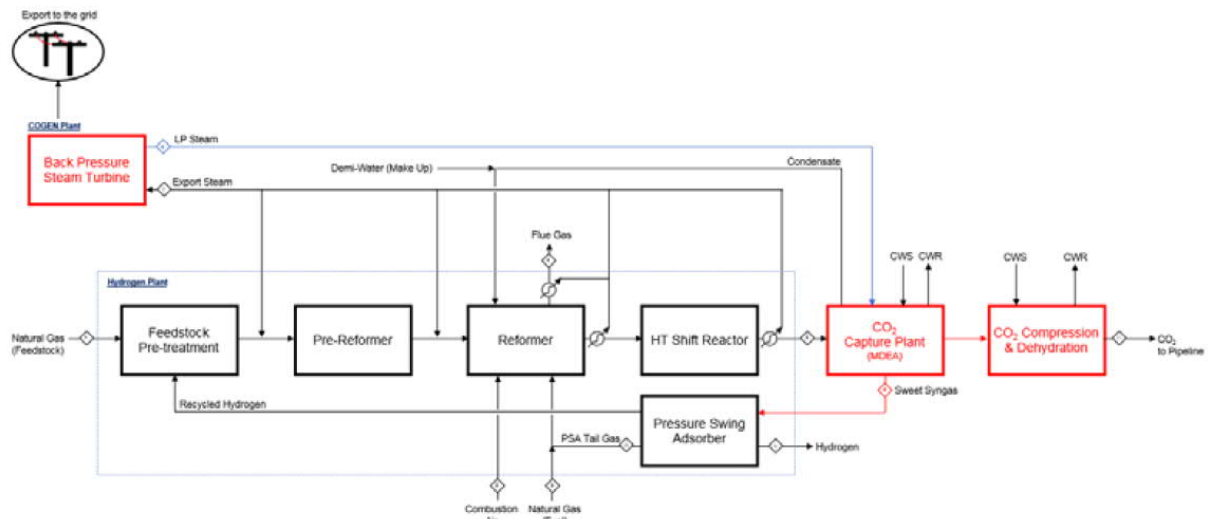 Export to the grid
COGEN Plant
Back Pressure
Steam Turbine
LP Steam
Export Steam
Demi-Water (Make Up)
Condensate
Flue Gas
CWS CWR
CWS CWR
Hydrogen Plant
Natural Gas
(Feedstock)
Feedstock
Pre-treatment
Pre-Reformer
Reformer
HT Shift Reactor
CO2
Capture Plant
(MDEA)
CO2 Compression
& Dehydration
CO2
to Pipeline
Sweet Syngas
Recycled Hydrogen
Pressure Swing
Adsorber
PSA Tail Gas
Hydrogen
Combustion
Natural Gas